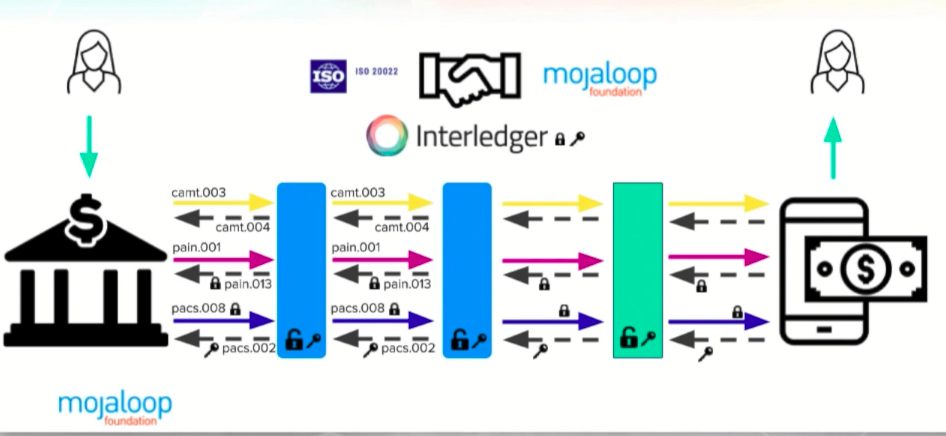 ISO
ISO 20022
mojaloop
foundation
Interledger
camt.003
camt.003
camt.004
camt.004
pain.001
pain.001
pain.013
pain.013
pacs.008
pacs.008
pacs.002
pacs.002
$
$
mojaloop
foundation